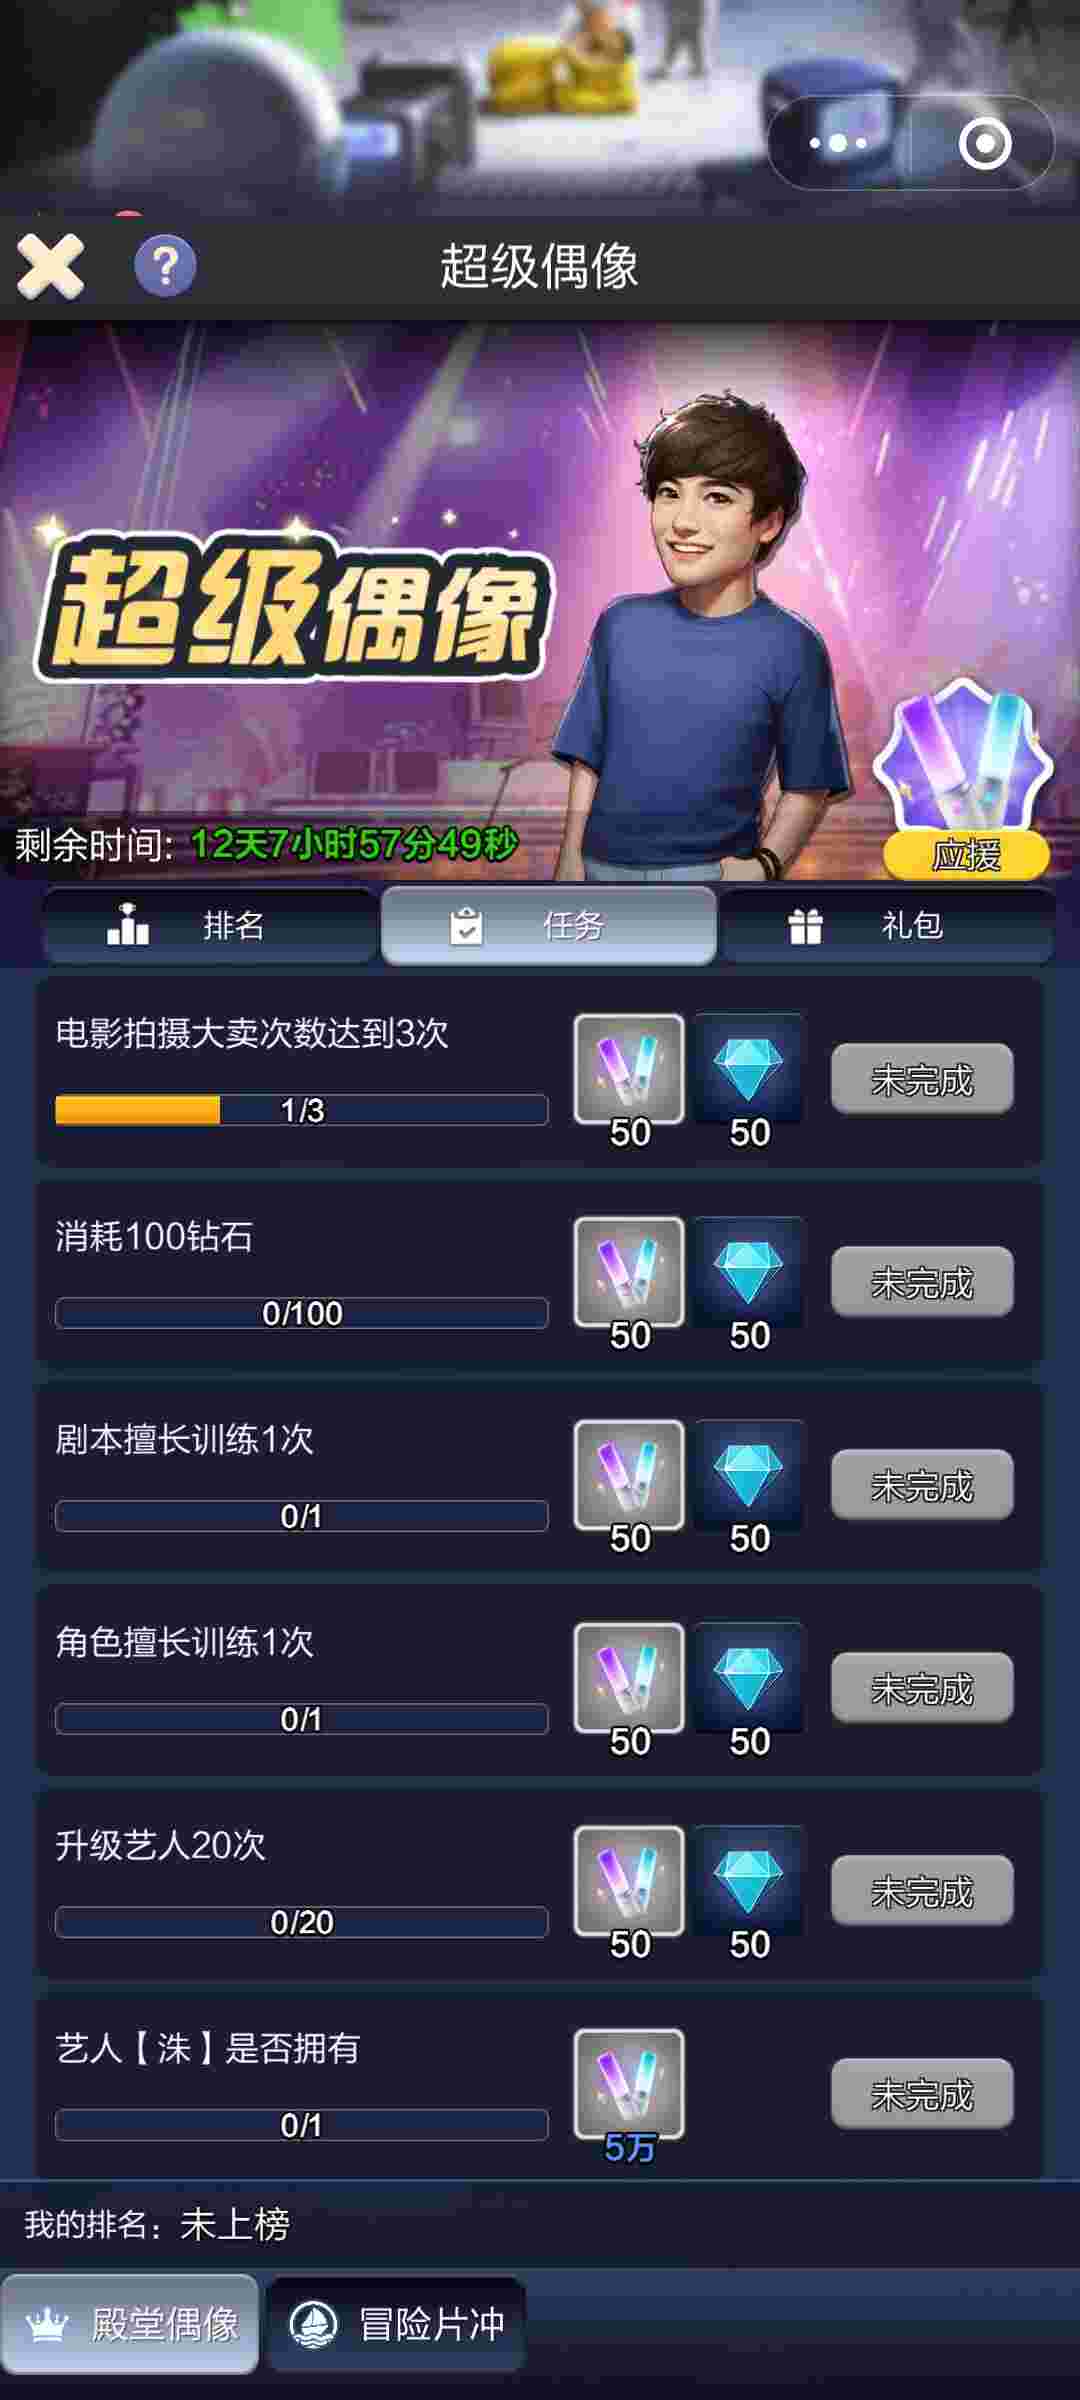 超级偶像
超级偶像
剩余时间: 12天7小时57分49秒
应援
排名
任务
礼包
电影拍摄大卖次数达到3次
1/3
50
50
未完成
消耗100钻石
0/100
50
50
未完成
剧本擅长训练1次
0/1
50
50
未完成
角色擅长训练1次
0/1
50
50
未完成
升级艺人20次
0/20
50
50
未完成
艺人【洙】是否拥有
0/1
5万
未完成
我的排名: 未上榜
殿堂偶像
冒险片冲